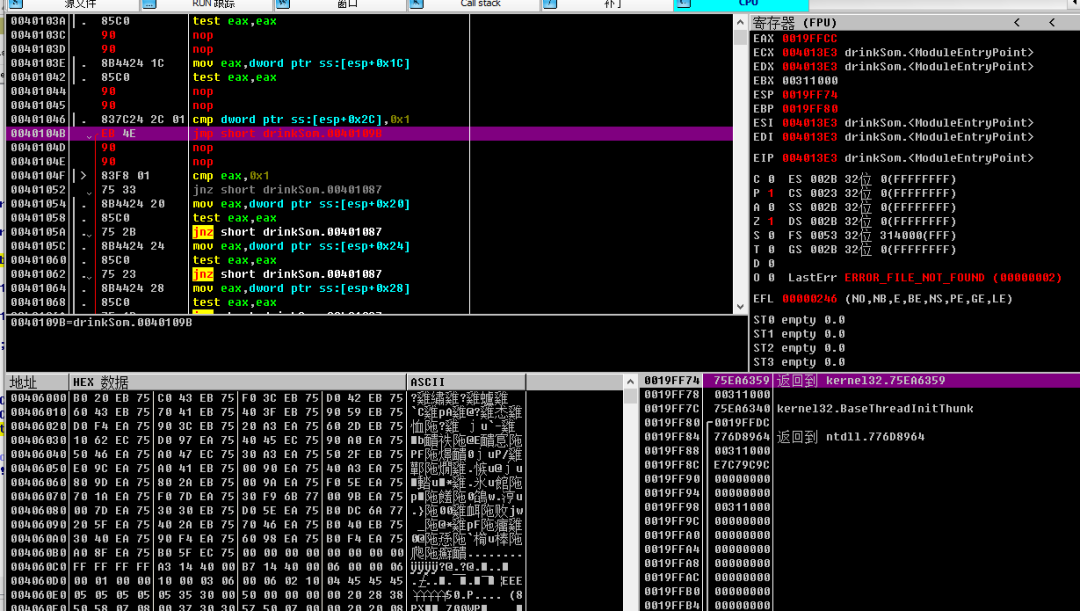 源文件 RUN 跟踪 窗口 Call stack 补丁 CPU
0040103A . 85C0 test eax,eax
0040103C 90 nop
0040103D 90 nop
0040103E . 8B4424 1C mov eax,dword ptr ss:[esp+0x1C]
00401042 . 85C0 test eax,eax
00401044 90 nop
00401045 90 nop
00401046 . 837C24 2C 01 cmp dword ptr ss:[esp+0x2C],0x1
0040104B EB 4E jmp short drinkSom.0040109B
0040104D 90 nop
0040104E 90 nop
0040104F > 83F8 01 cmp eax,0x1
00401052 . 75 33 jnz short drinkSom.00401087
00401054 . 8B4424 20 mov eax,dword ptr ss:[esp+0x20]
00401058 . 85C0 test eax,eax
0040105A . 75 2B jnz short drinkSom.00401087
0040105C . 8B4424 24 mov eax,dword ptr ss:[esp+0x24]
00401060 . 85C0 test eax,eax
00401062 . 75 23 jnz short drinkSom.00401087
00401064 . 8B4424 28 mov eax,dword ptr ss:[esp+0x28]
00401068 . 85C0 test eax,eax
0040109B=drinkSom.0040109B
寄存器 (FPU) < <
EAX 0019FFCC
ECX 004013E3 drinkSom.<ModuleEntryPoint>
EDX 004013E3 drinkSom.<ModuleEntryPoint>
EBX 00311000
ESP 0019FF74
EBP 0019FF80
ESI 004013E3 drinkSom.<ModuleEntryPoint>
EDI 004013E3 drinkSom.<ModuleEntryPoint>
EIP 004013E3 drinkSom.<ModuleEntryPoint>
C 0 ES 002B 32位 0(FFFFFFFF)
P 1 CS 0023 32位 0(FFFFFFFF)
A 0 SS 002B 32位 0(FFFFFFFF)
Z 1 DS 002B 32位 0(FFFFFFFF)
S 0 FS 0053 32位 314000(FFF)
T 0 GS 002B 32位 0(FFFFFFFF)
D 0
O 0 LastErr ERROR_FILE_NOT_FOUND (00000002)
EFL 00000246 (NO,NB,E,BE,NS,PE,GE,LE)
ST0 empty 0.0
ST1 empty 0.0
ST2 empty 0.0
ST3 empty 0.0
地址 HEX 数据 ASCII
00406000 B0 20 EB 75 C0 43 EB 75 F0 3C EB 75 D0 42 EB 75
00406010 60 43 EB 75 70 41 EB 75 40 3F EB 75 90 59 EB 75
00406020 D0 F4 EA 75 90 3C EB 75 20 A3 EA 75 60 2D EB 75
00406030 10 62 EC 75 D0 97 EA 75 40 45 EC 75 90 A0 EA 75
00406040 50 46 EA 75 A0 47 EC 75 30 A3 EA 75 50 2F EB 75
00406050 E0 9C EA 75 A0 41 EB 75 00 90 EA 75 40 A3 EA 75
00406060 80 9D EA 75 80 2A EB 75 00 9A EA 75 F0 5E EA 75
00406070 70 1A EA 75 F0 7D EA 75 30 F9 6B 77 00 9B EA 75
00406080 00 7D EA 75 30 30 EB 75 D0 5E EA 75 B0 DC 6A 77
00406090 20 5F EA 75 40 2A EB 75 70 46 EA 75 B0 40 EB 75
004060A0 30 40 EA 75 90 F4 EA 75 60 98 EA 75 B0 F4 EA 75
004060B0 A0 8F EA 75 B0 5F EC 75 00 00 00 00 00 00 00 00
004060C0 FF FF FF FF A3 14 40 00 B7 14 40 00 06 00 00 06
004060D0 00 01 00 00 10 00 03 06 00 06 02 10 04 45 45 45
004060E0 05 05 05 05 05 35 30 00 50 00 00 00 00 20 28 38
004060F0 50 58 07 08 00 37 30 30 57 50 07 00 00 20 20 08
0019FF74 75EA6359 返回到 kernel32.75EA6359
0019FF78 00311000
0019FF7C 75EA6340 kernel32.BaseThreadInitThunk
0019FF80 0019FFDC
0019FF84 776D8964 返回到 ntdll.776D8964
0019FF88 00311000
0019FF8C E7C79C9C
0019FF90 00000000
0019FF94 00000000
0019FF98 00311000
0019FF9C 00000000
0019FFA0 00000000
0019FFA4 00000000
0019FFA8 00000000
0019FFAC 00000000
0019FFB0 00000000
0019FFB4 00000000